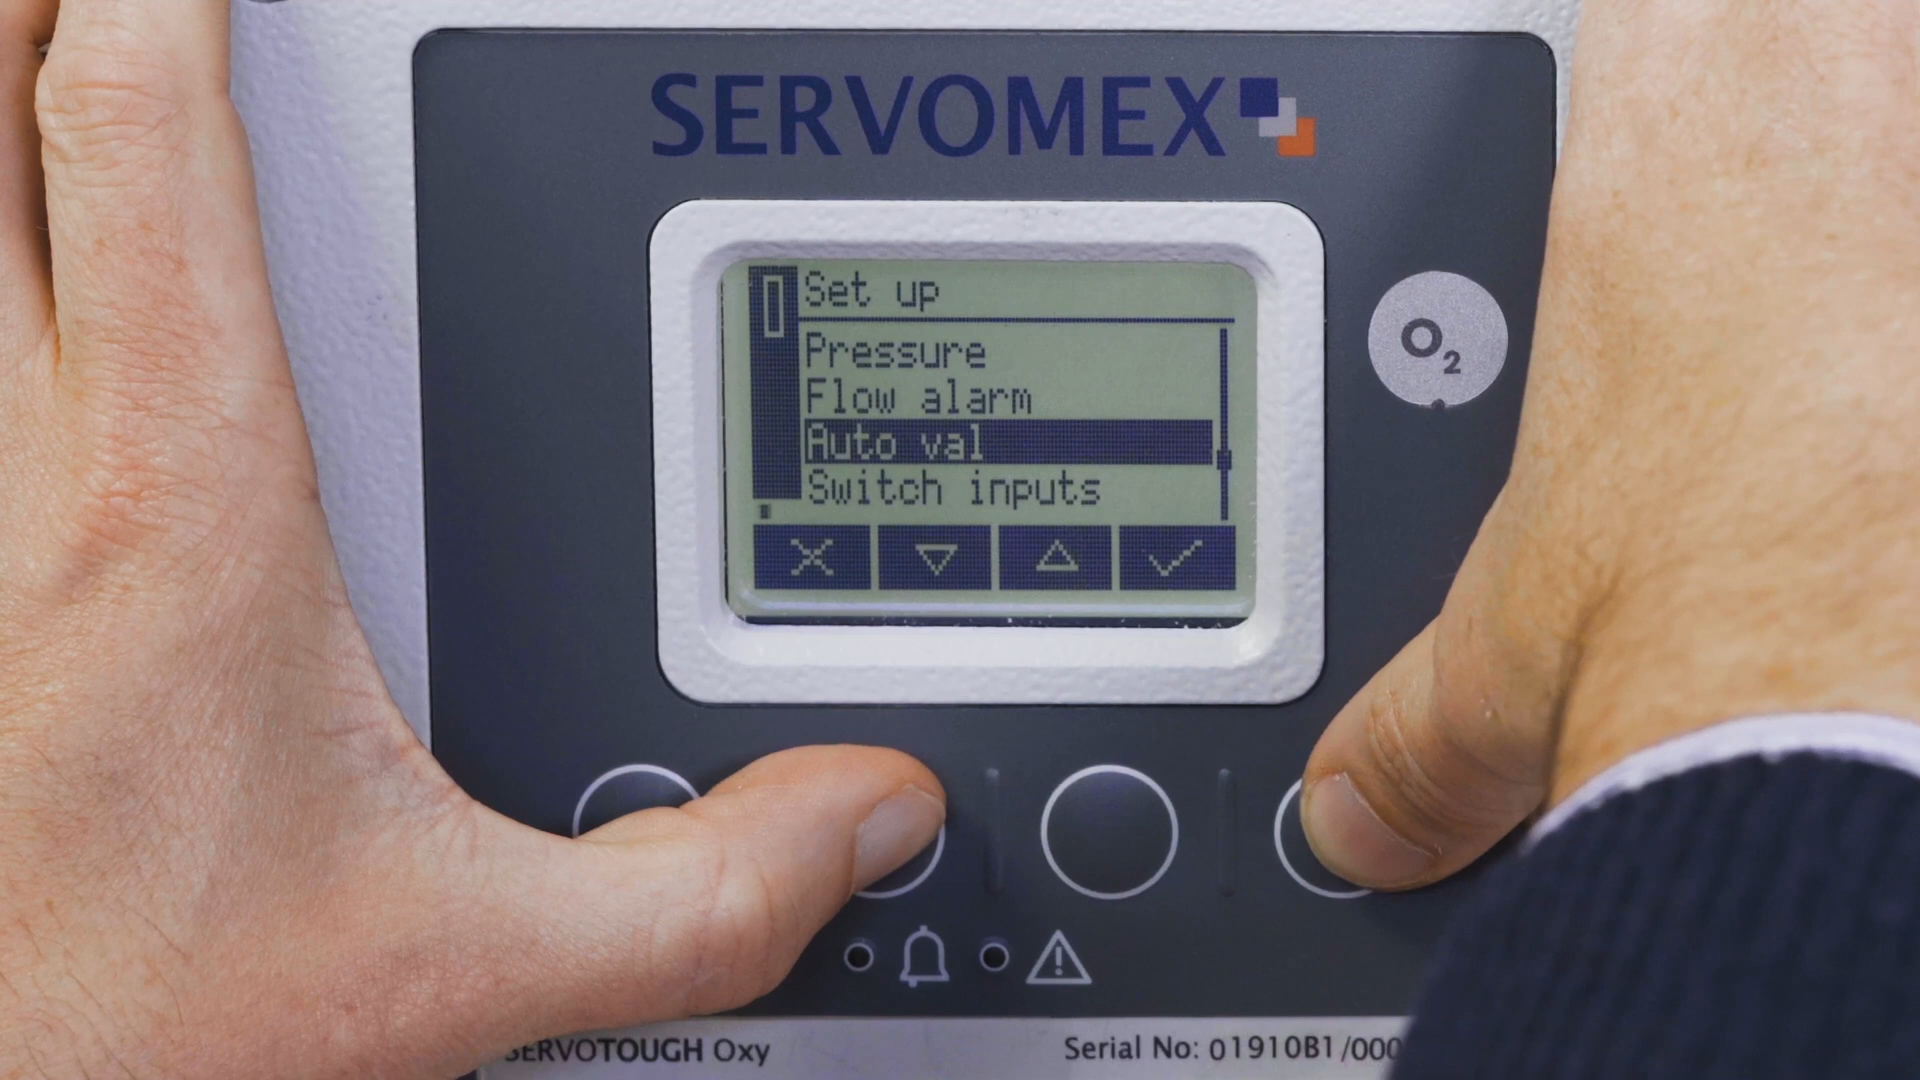 SERVOMEX
Set up
Pressure
Flow alarm
Auto val
Switch inputs
O₂
SERVOTOUGH Oxy
Serial No: 01910B1/000